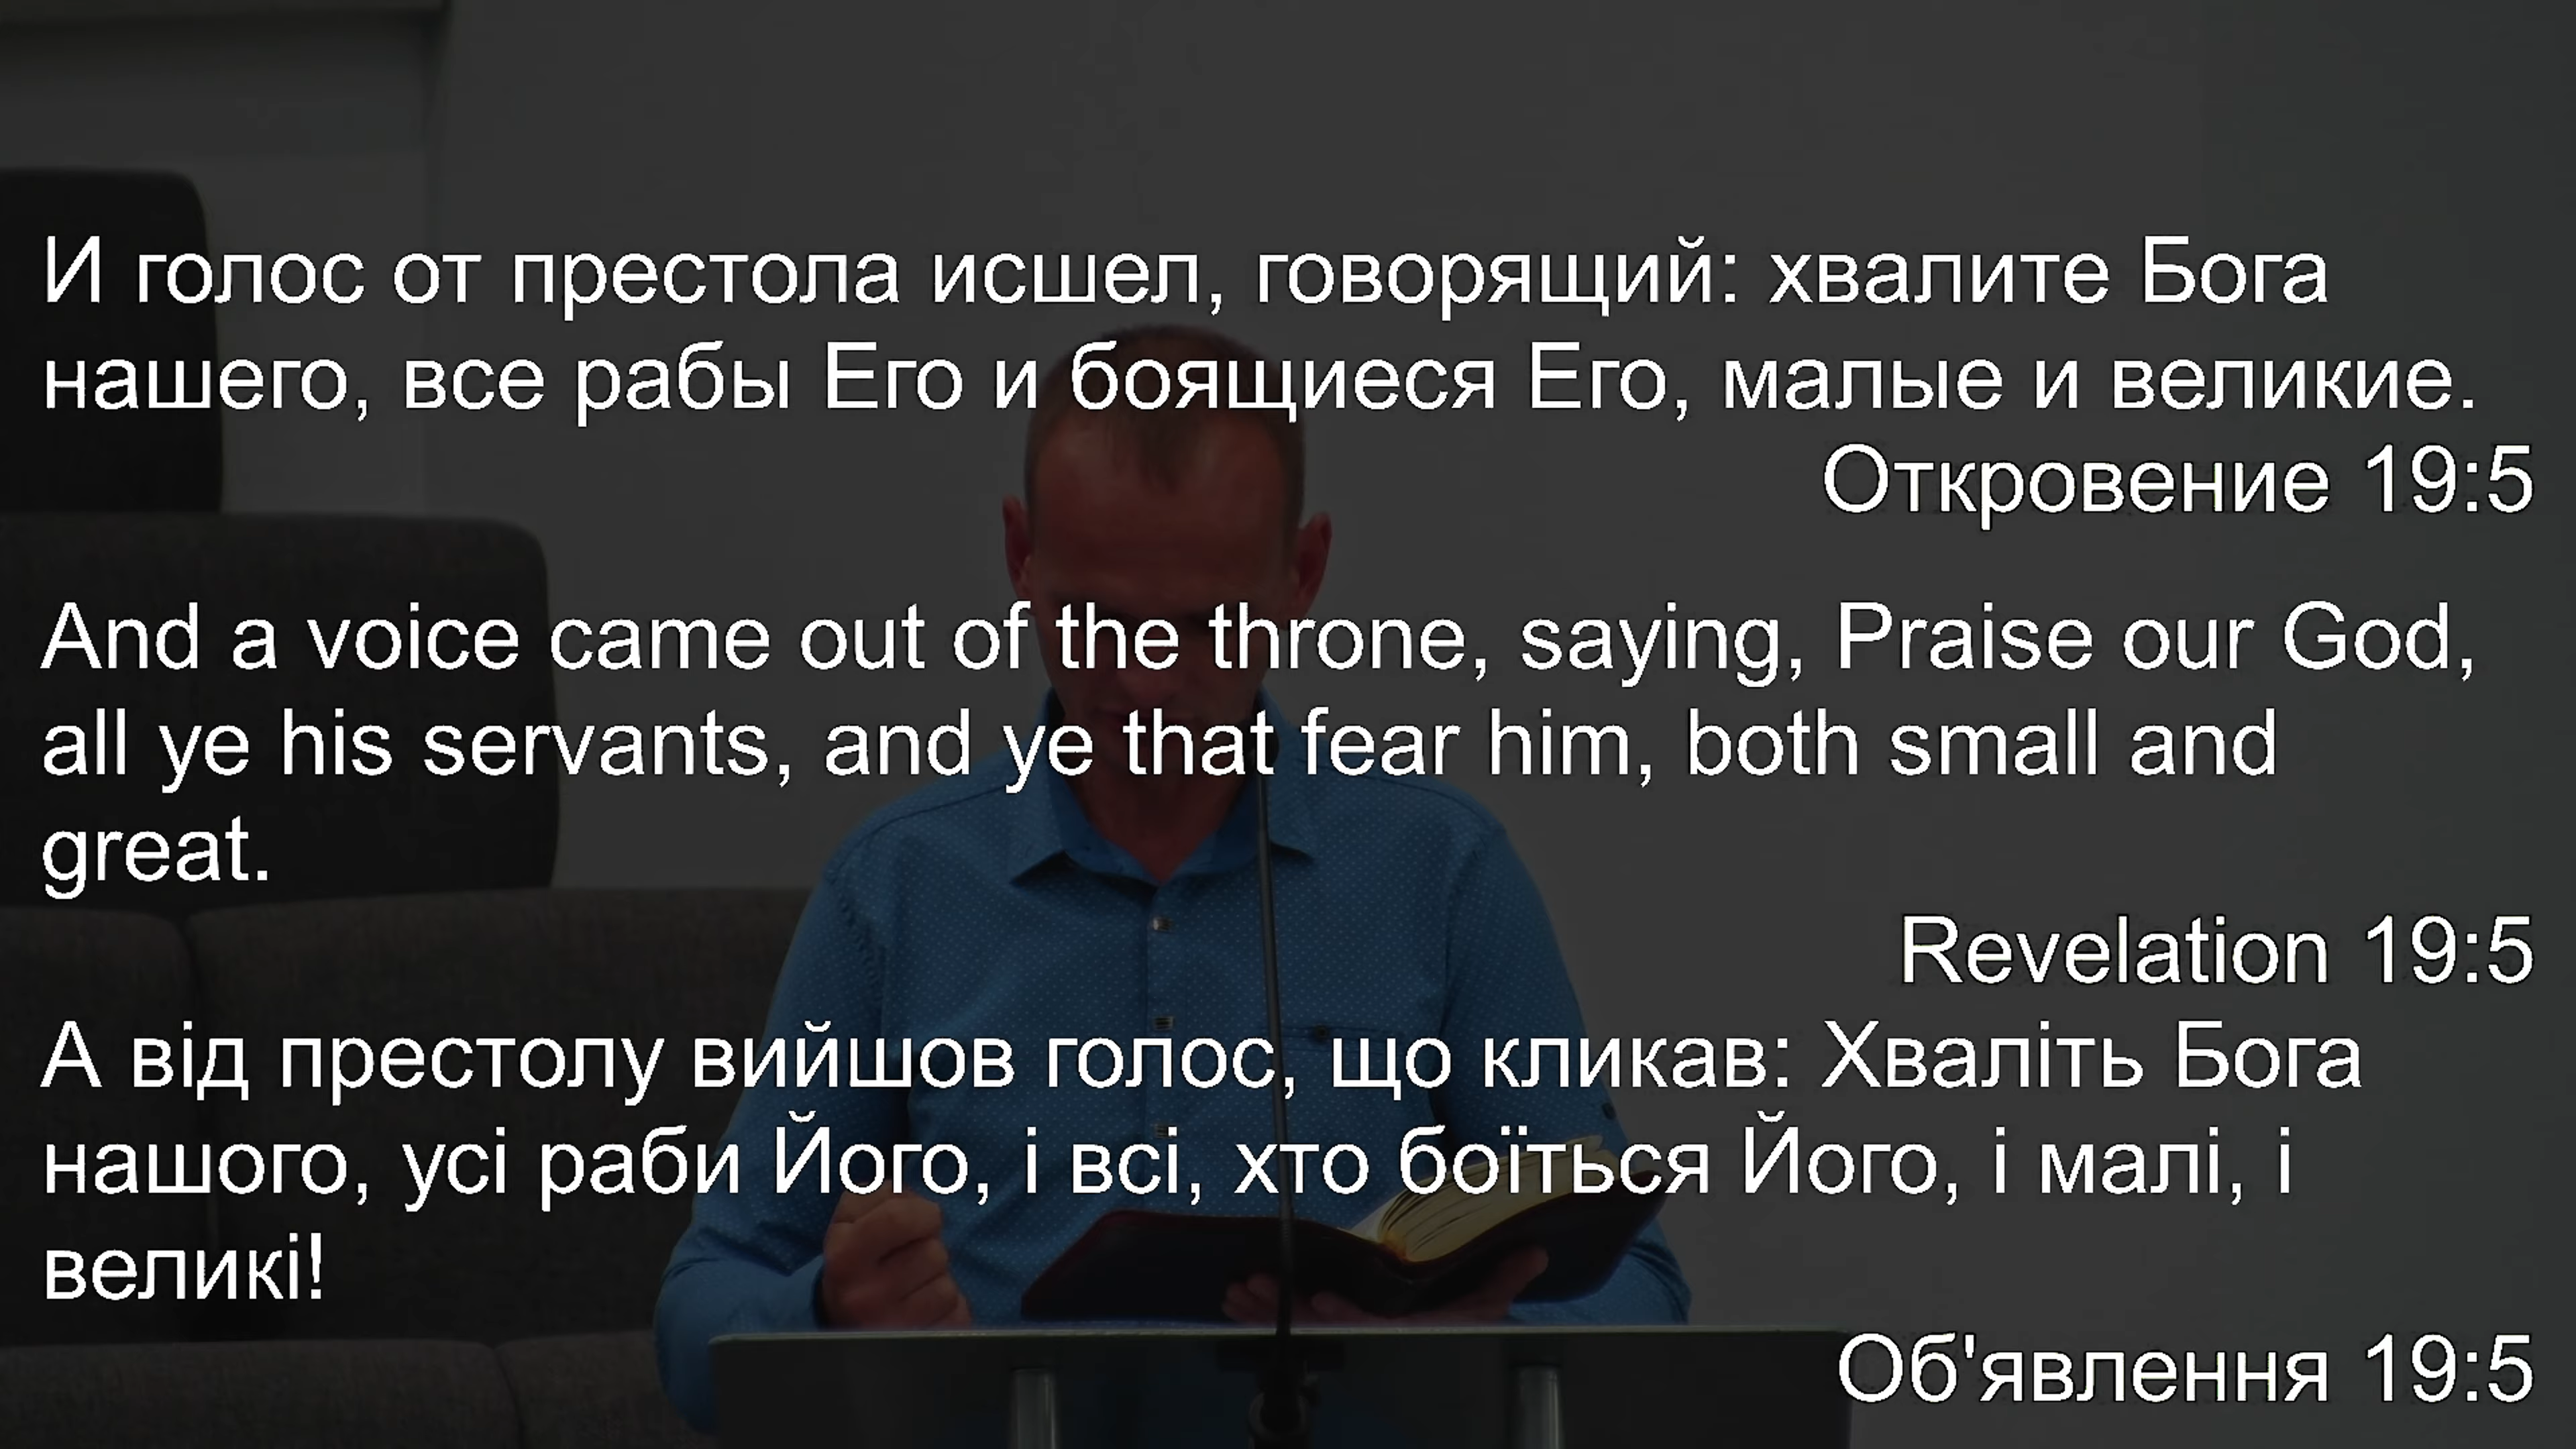 И голос от престола исшел, говорящий: хвалите Бога
нашего, все рабы Его и боящиеся Его, малые и великие.
Откровение 19:5
And a voice came out of the throne, saying, Praise our God,
all ye his servants, and ye that fear him, both small and
great.
Revelation 19:5
А від престолу вийшов голос, що кликав: Хваліть Бога
нашого, усі раби Його, і всі, хто боїться Його, і малі, і
великі!
Об'явлення 19:5